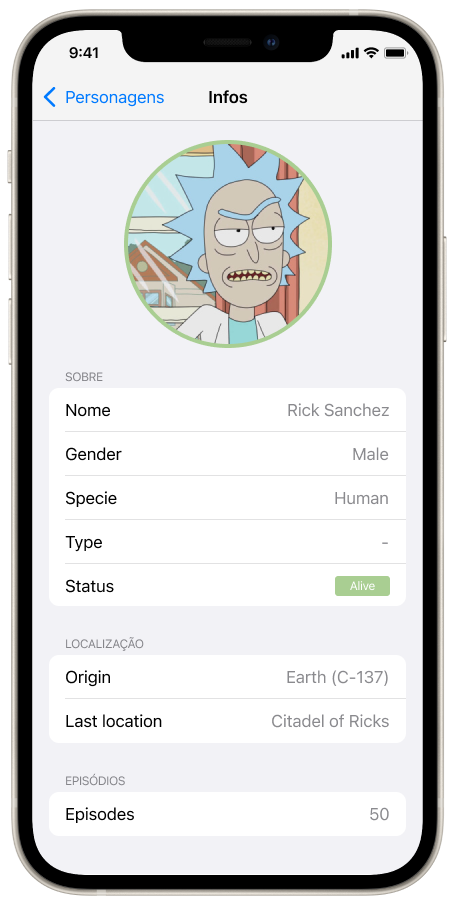 9:41
Personagens Infos
SOBRE
Nome Rick Sanchez
Gender Male
Specie Human
Type -
Status Alive
LOCALIZAÇÃO
Origin Earth (C-137)
Last location Citadel of Ricks
EPISÓDIOS
Episodes 50